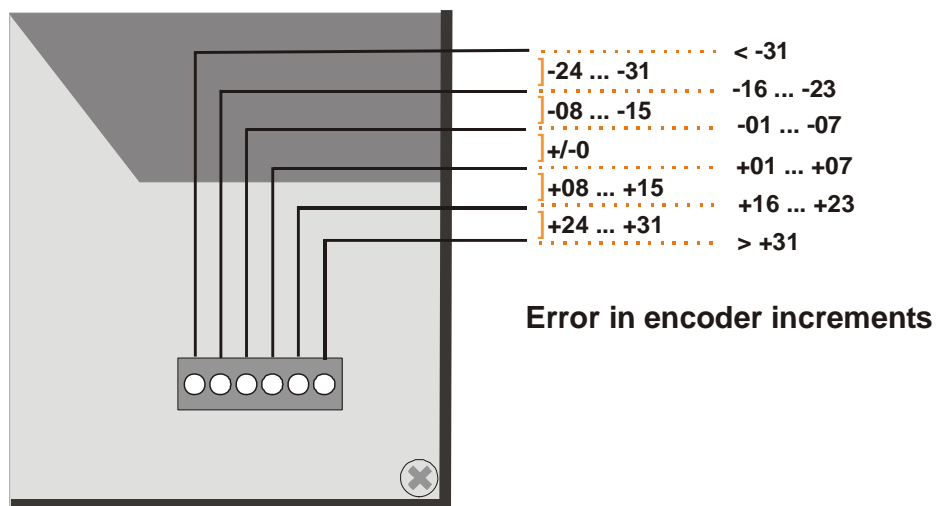 < -31
-24 ... -31
-16 ... -23
-08 ... -15
-01 ... -07
+/-0
+01 ... +07
+08 ... +15
+16 ... +23
+24 ... +31
> +31
Error in encoder increments